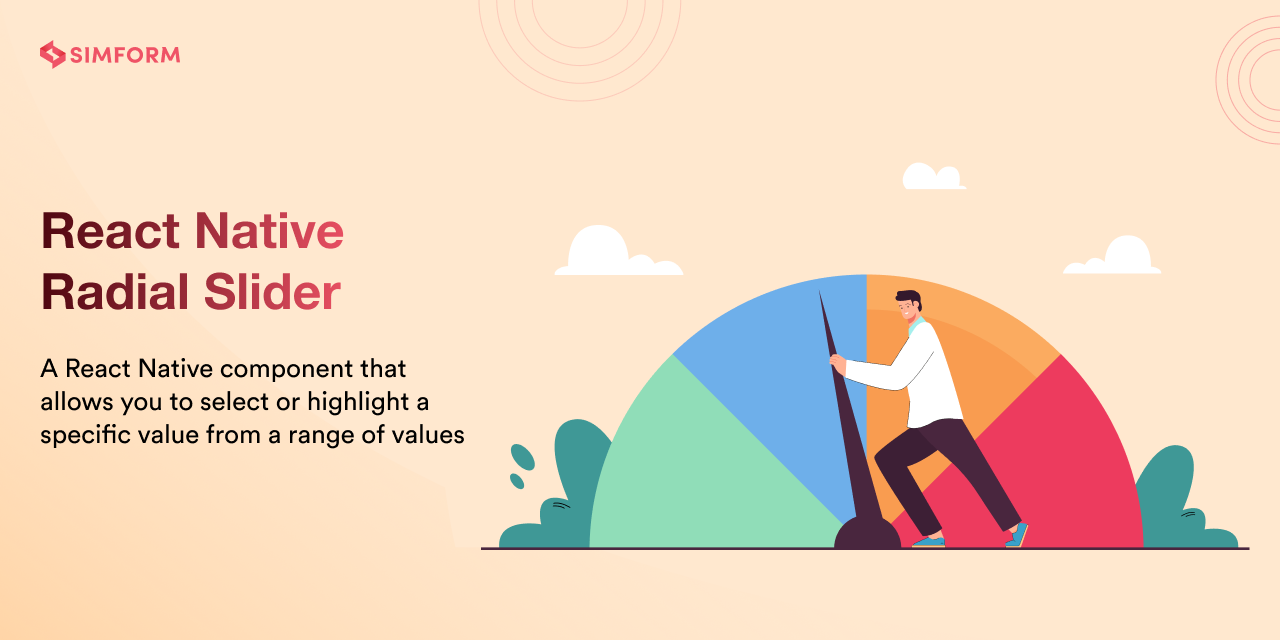 SIMFORM
React Native
Radial Slider
A React Native component that
allows you to select or highlight a
specific value from a range of values